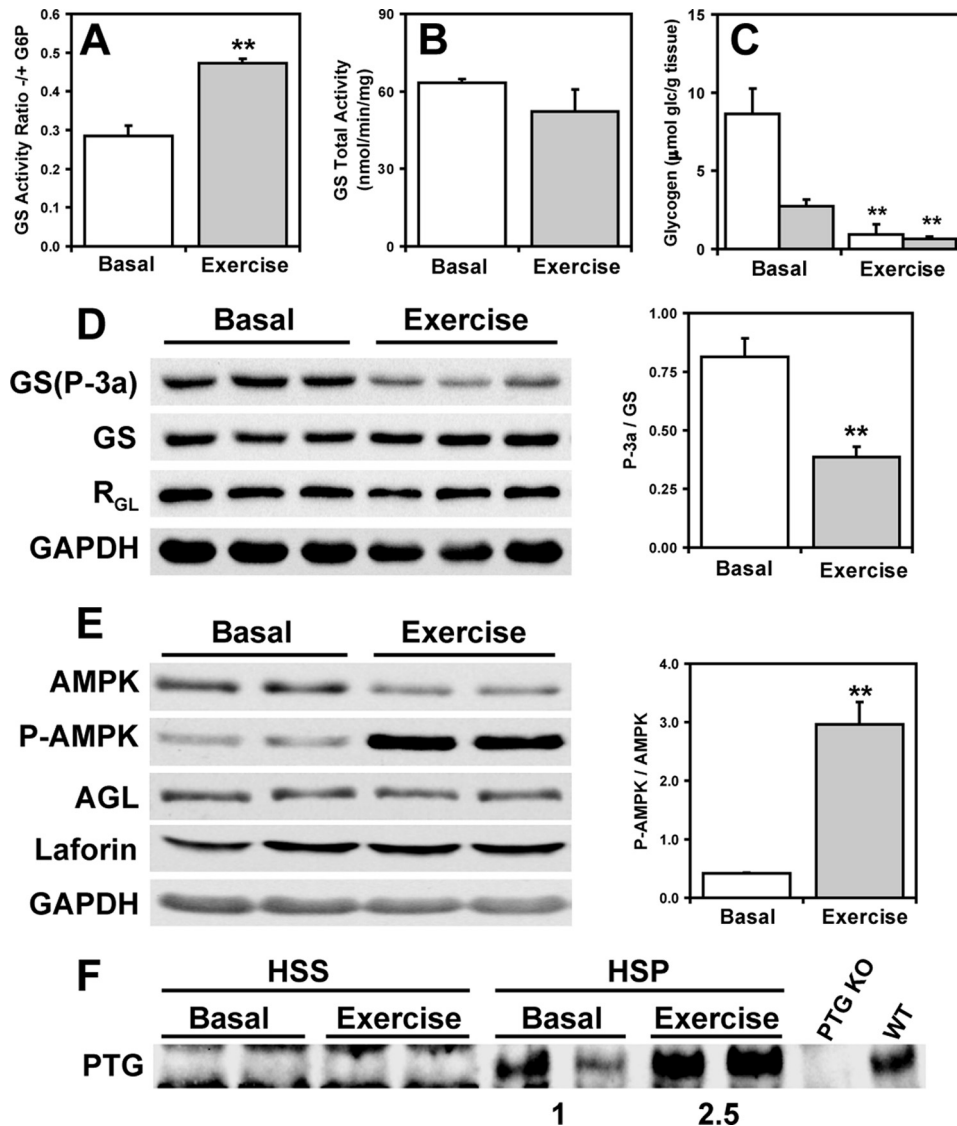 A
GS Activity Ratio -/+ G6P
0.6
0.5
0.4
0.3
0.2
0.1
0.0
**
Basal Exercise
B
GS Total Activity
(nmol/min/mg)
90
60
30
0
Basal Exercise
C
Glycogen (μmol glc/g tissue)
15
10
5
0
** **
Basal Exercise
D
Basal Exercise
GS(P-3a)
GS
RGL
GAPDH
P-3a / GS
1.00
0.75
0.50
0.25
0.00
**
Basal Exercise
E
Basal Exercise
AMPK
P-AMPK
AGL
Laforin
GAPDH
P-AMPK / AMPK
4.0
3.0
2.0
1.0
0.0
**
Basal Exercise
F
HSS HSP
Basal Exercise Basal Exercise PTG KO WT
PTG
1 2.5